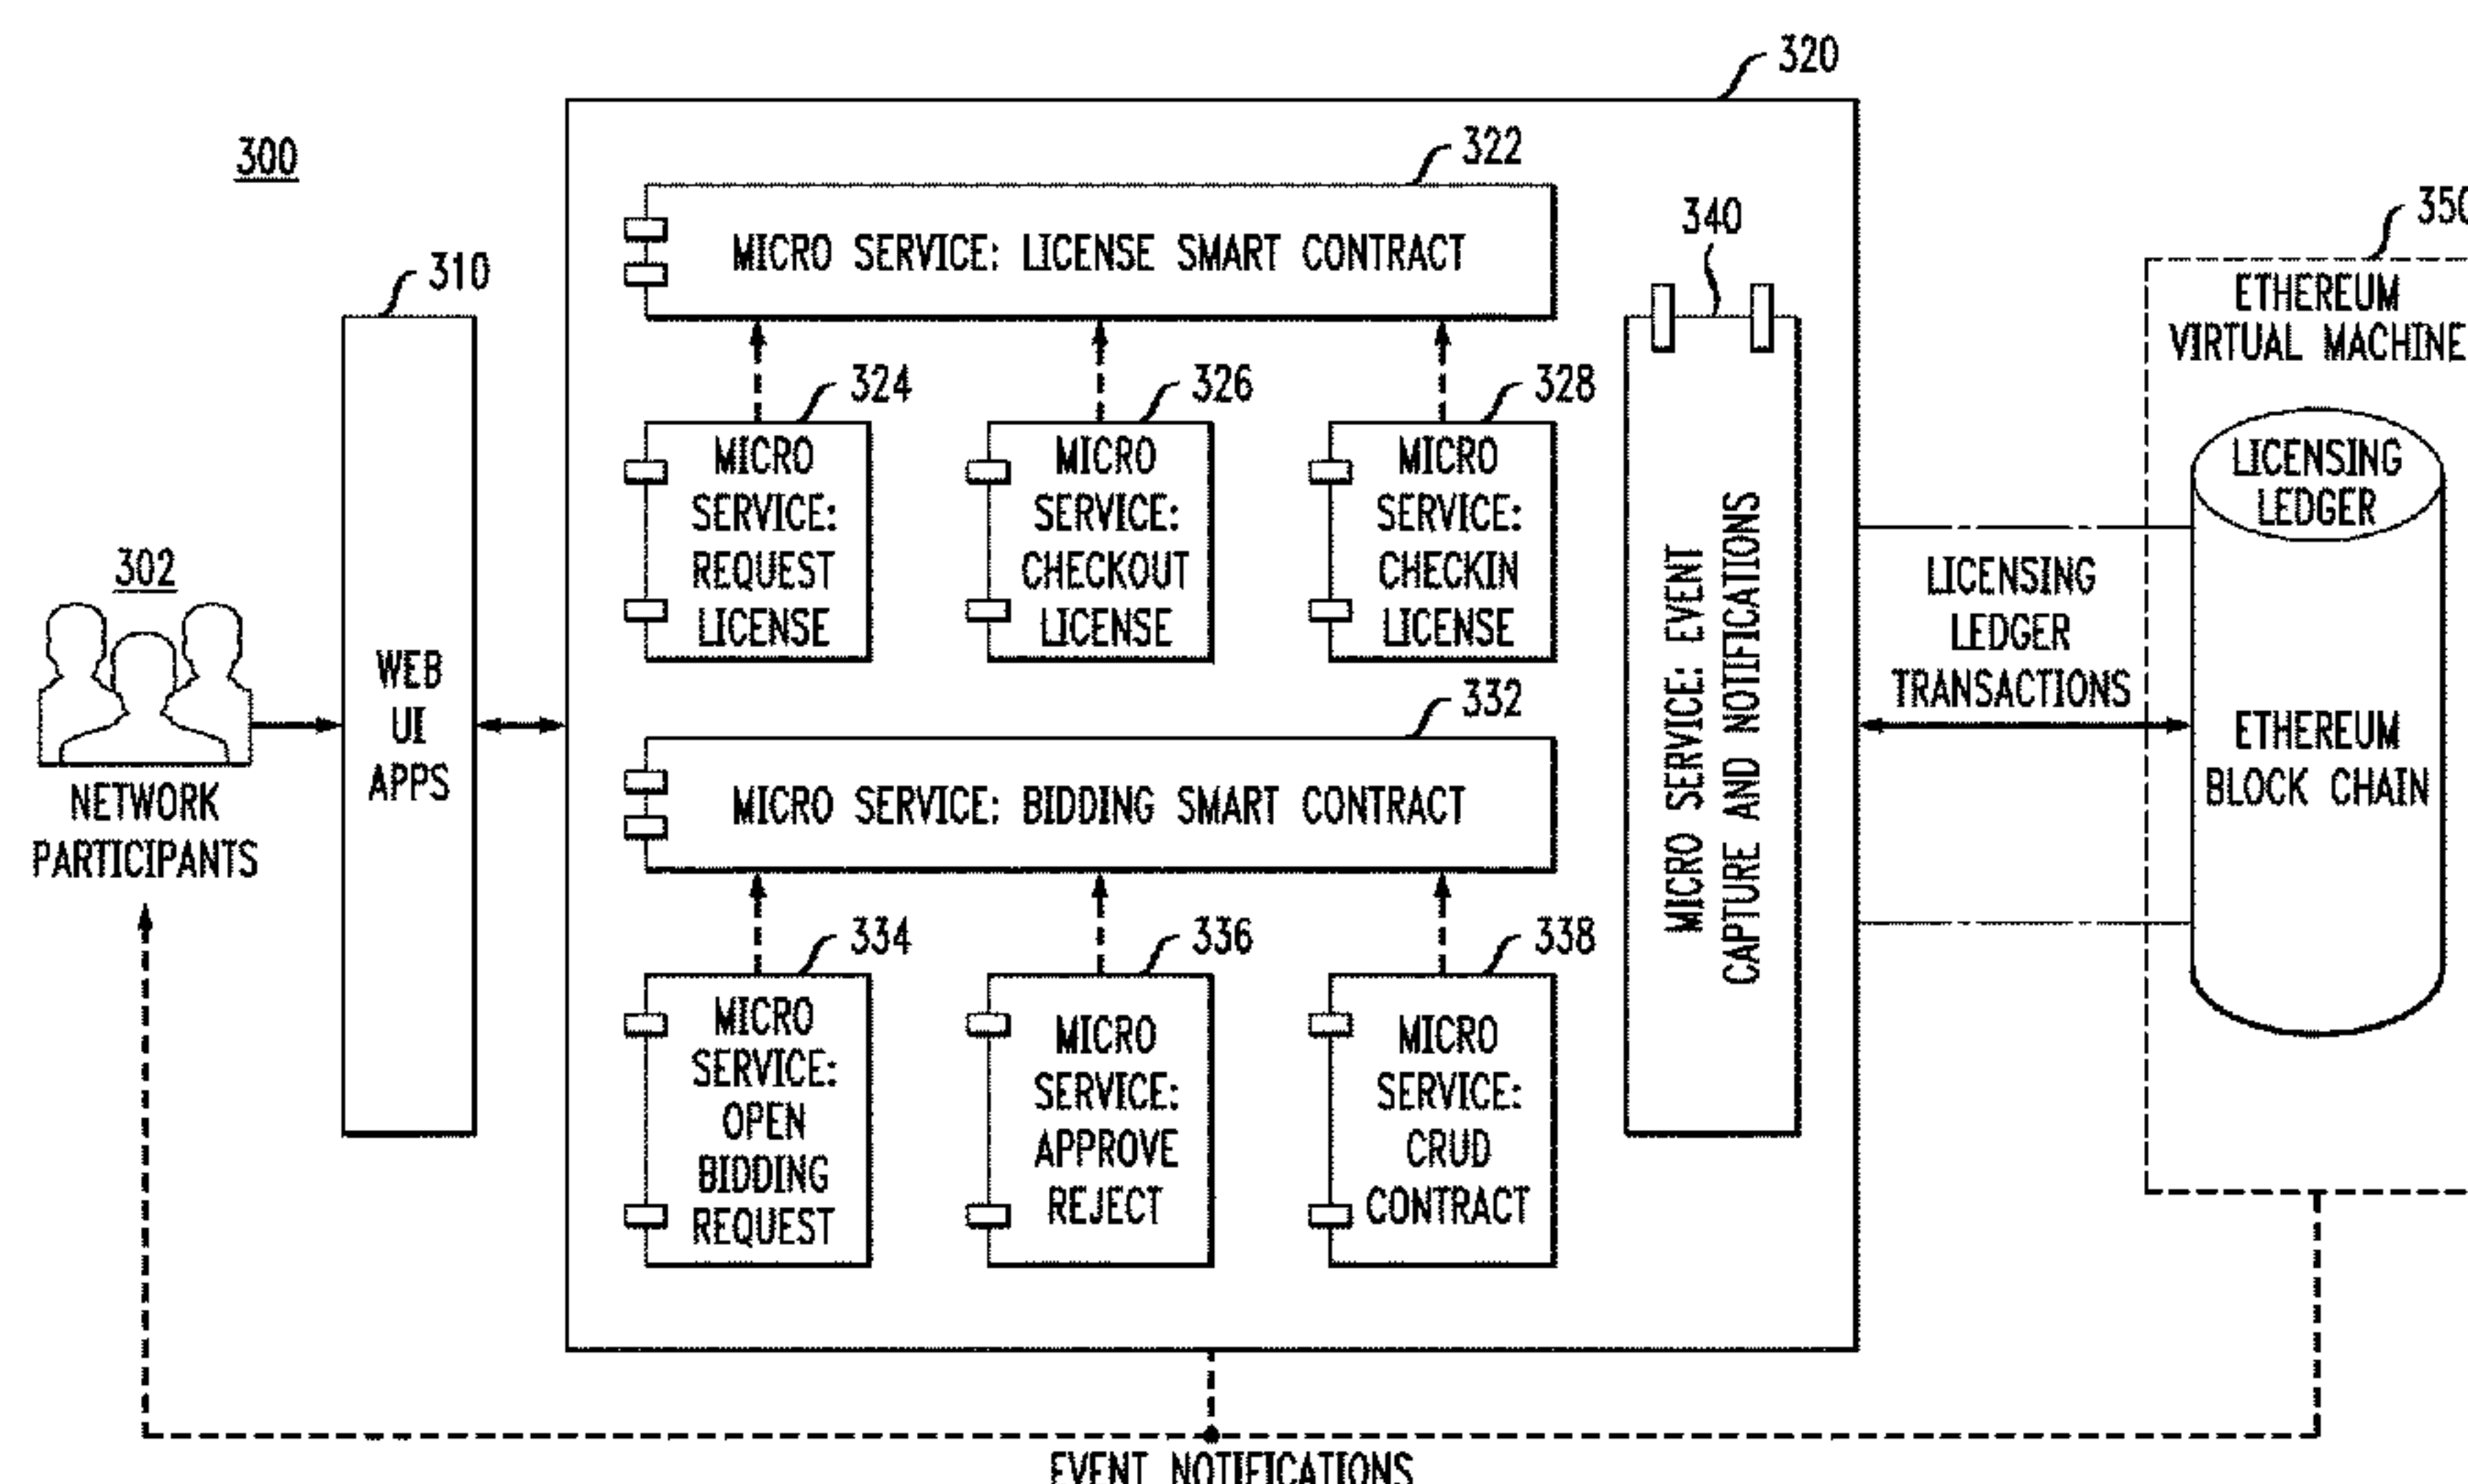 300
302
NETWORK
PARTICIPANTS
310
WEB
UI
APPS
320
322
MICRO SERVICE: LICENSE SMART CONTRACT
324
MICRO
SERVICE:
REQUEST
LICENSE
326
MICRO
SERVICE:
CHECKOUT
LICENSE
328
MICRO
SERVICE:
CHECKIN
LICENSE
332
MICRO SERVICE: BIDDING SMART CONTRACT
334
MICRO
SERVICE:
OPEN
BIDDING
REQUEST
336
MICRO
SERVICE:
APPROVE
REJECT
338
MICRO
SERVICE:
CRUD
CONTRACT
340
MICRO SERVICE: EVENT
CAPTURE AND NOTIFICATIONS
LICENSING
LEDGER
TRANSACTIONS
350
ETHEREUM
VIRTUAL MACHINE
LICENSING
LEDGER
ETHEREUM
BLOCK CHAIN
EVENT NOTIFICATIONS